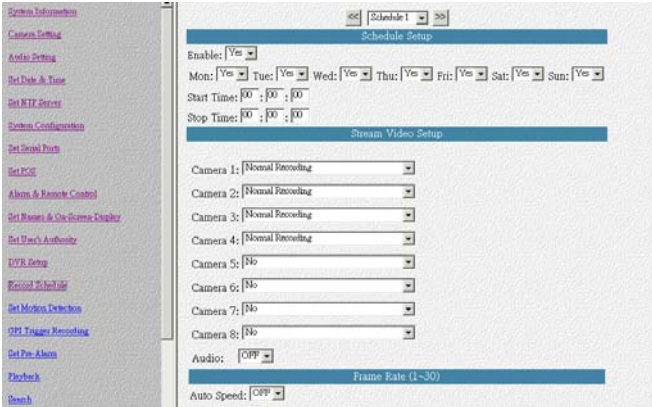 System Information
Camera Setting
Audio Setting
Set Date & Time
Set NTP Server
System Configuration
Set Serial Ports
Set POS
Alarm & Remote Control
Set Names & On-Screen-Display
Set User's Authority
DVR Setup
Record Schedule
Set Motion Detection
GPI Trigger Recording
Set Pre-Alarm
Playback
Search
<< Schedule 1 >>
Schedule Setup
Enable: Yes
Mon: Yes Tue: Yes Wed: Yes Thu: Yes Fri: Yes Sat: Yes Sun: Yes
Start Time: 00 : 00 : 00
Stop Time: 00 : 00 : 00
Stream Video Setup
Camera 1: Normal Recording
Camera 2: Normal Recording
Camera 3: Normal Recording
Camera 4: Normal Recording
Camera 5: No
Camera 6: No
Camera 7: No
Camera 8: No
Audio: OFF
Frame Rate (1~30)
Auto Speed: OFF